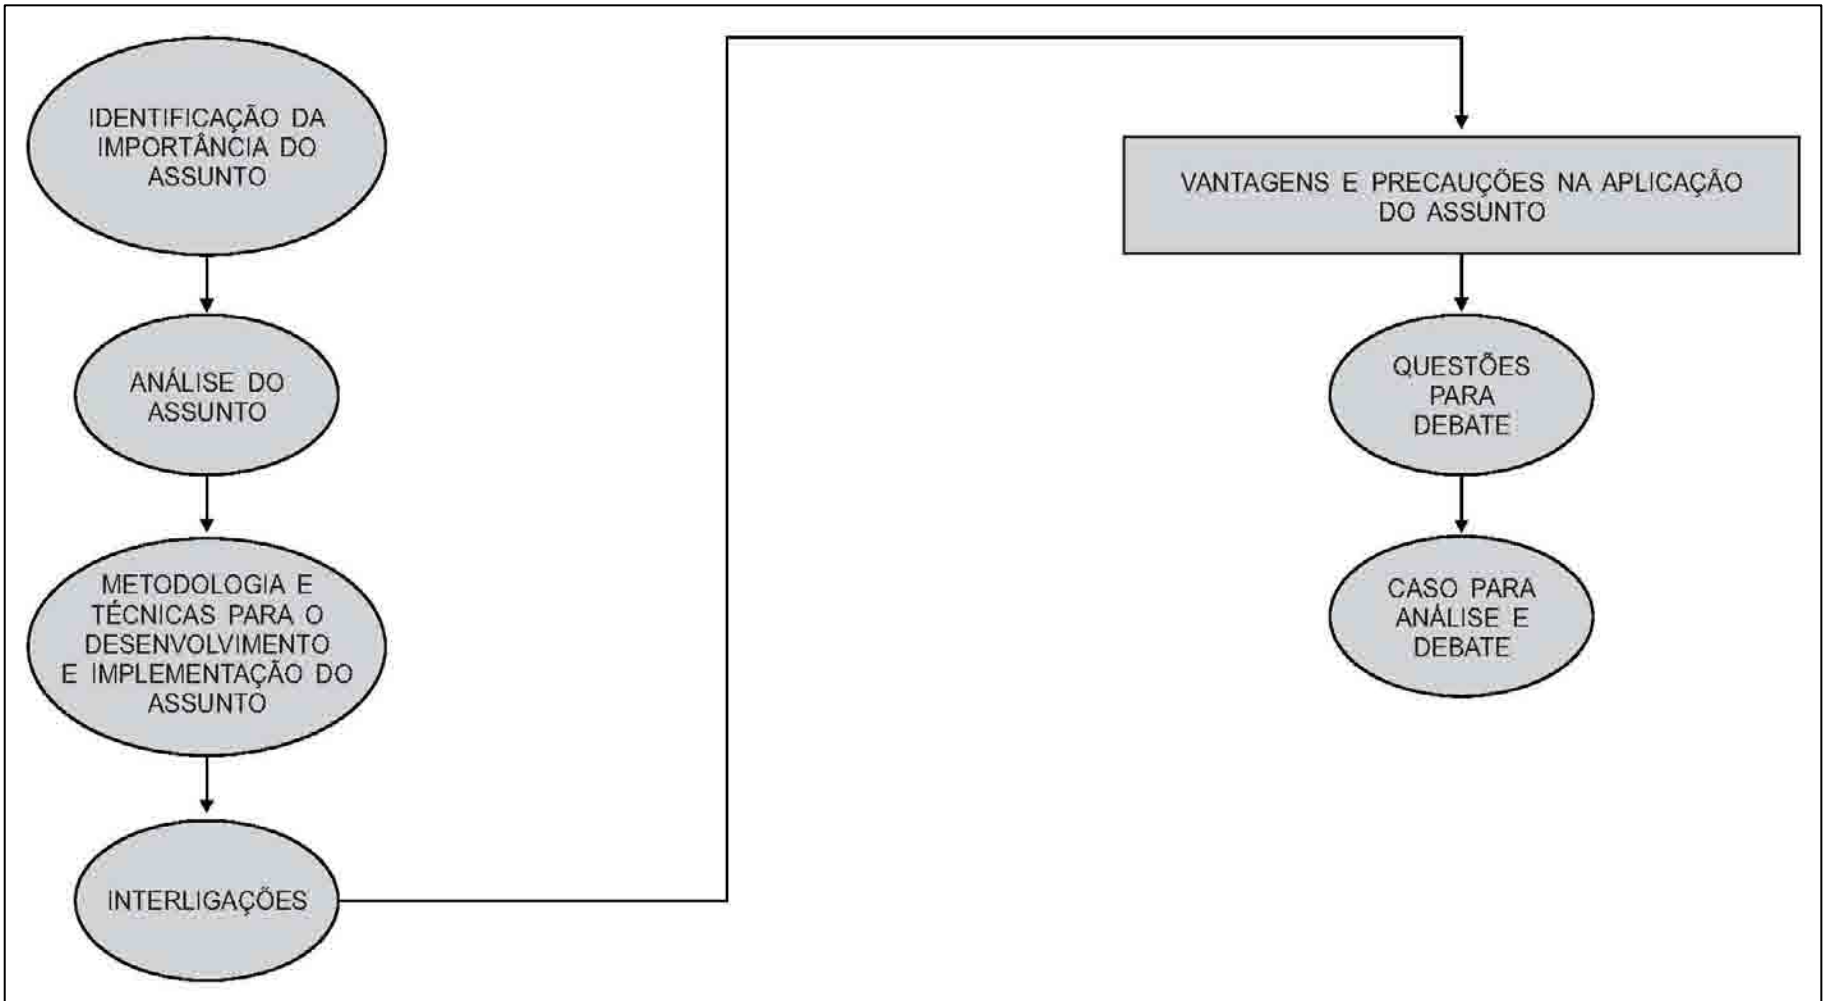 IDENTIFICAÇÃO DA
IMPORTÂNCIA DO
ASSUNTO
ANÁLISE DO
ASSUNTO
METODOLOGIA E
TÉCNICAS PARA O
DESENVOLVIMENTO
E IMPLEMENTAÇÃO DO
ASSUNTO
INTERLIGAÇÕES
VANTAGENS E PRECAUÇÕES NA APLICAÇÃO
DO ASSUNTO
QUESTÕES
PARA
DEBATE
CASO PARA
ANÁLISE E
DEBATE